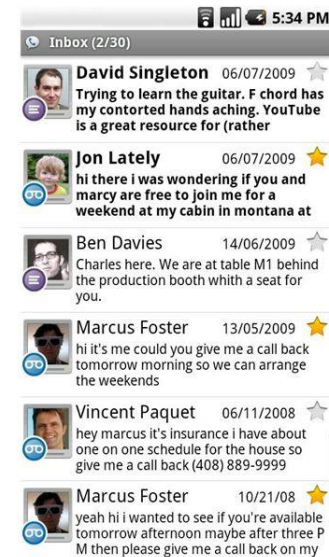 5:34 PM
Inbox (2/30)
David Singleton 06/07/2009
Trying to learn the guitar. F chord has
my contorted hands aching. YouTube
is a great resource for (rather
Jon Lately 06/07/2009
hi there i was wondering if you and
marcy are free to join me for a
weekend at my cabin in montana at
Ben Davies 14/06/2009
Charles here. We are at table M1 behind
the production booth whith a seat for
you.
Marcus Foster 13/05/2009
hi it's me could you give me a call back
tomorrow morning so we can arrange
the weekends
Vincent Paquet 06/11/2008
hey marcus it's insurance i have about
one on one schedule for the house so
give me a call back (408) 889-9999
Marcus Foster 10/21/08
yeah hi i wanted to see if you're available
tomorrow afternoon maybe after three P
M then please give me a call back on my